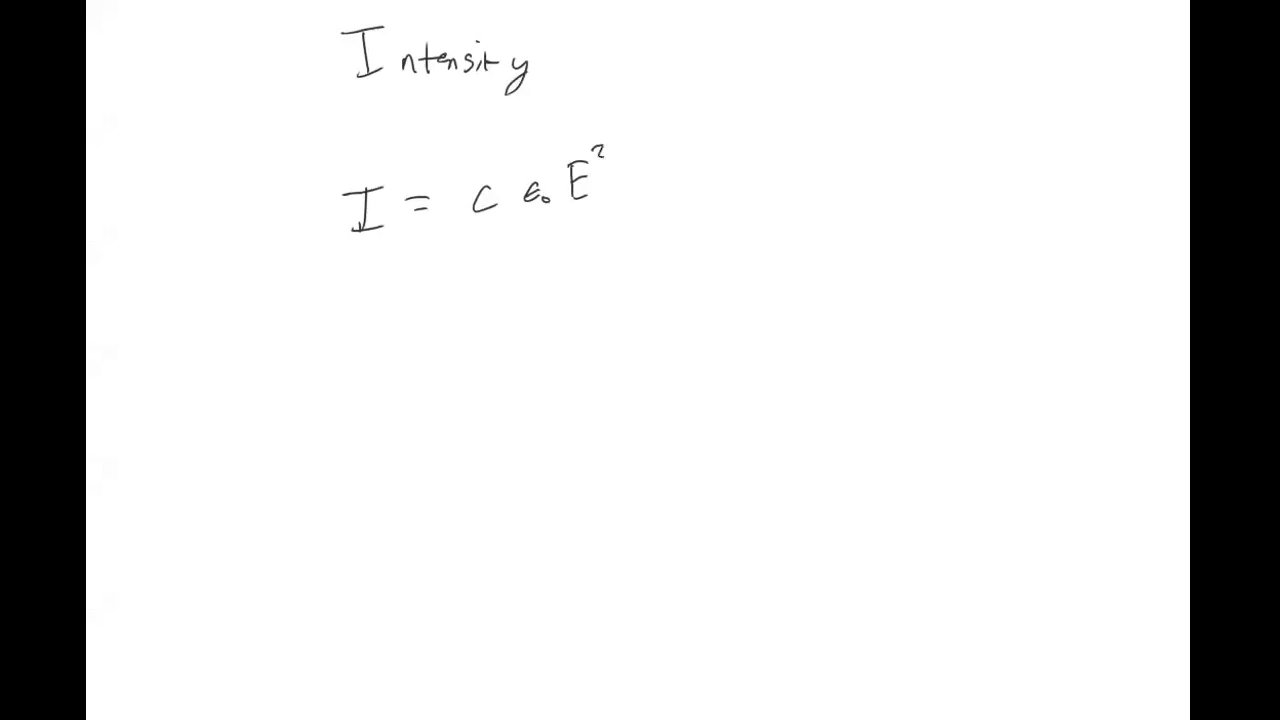 Intensity
I = c ε₀ E²